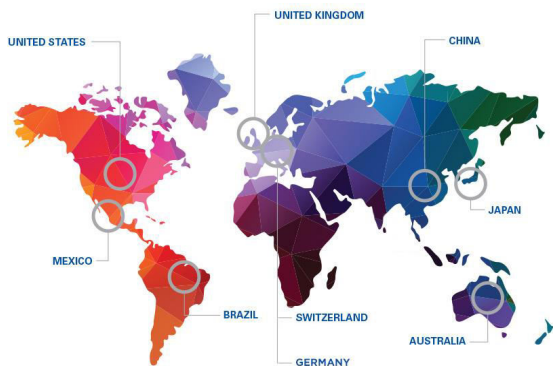 UNITED KINGDOM
UNITED STATES
CHINA
JAPAN
MEXICO
BRAZIL
SWITZERLAND
AUSTRALIA
GERMANY